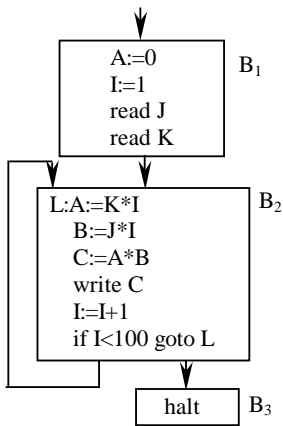 A:=0
I:=1
read J
read K
B1
L:A:=K*I
B:=J*I
C:=A*B
write C
I:=I+1
if I<100 goto L
B2
halt
B3